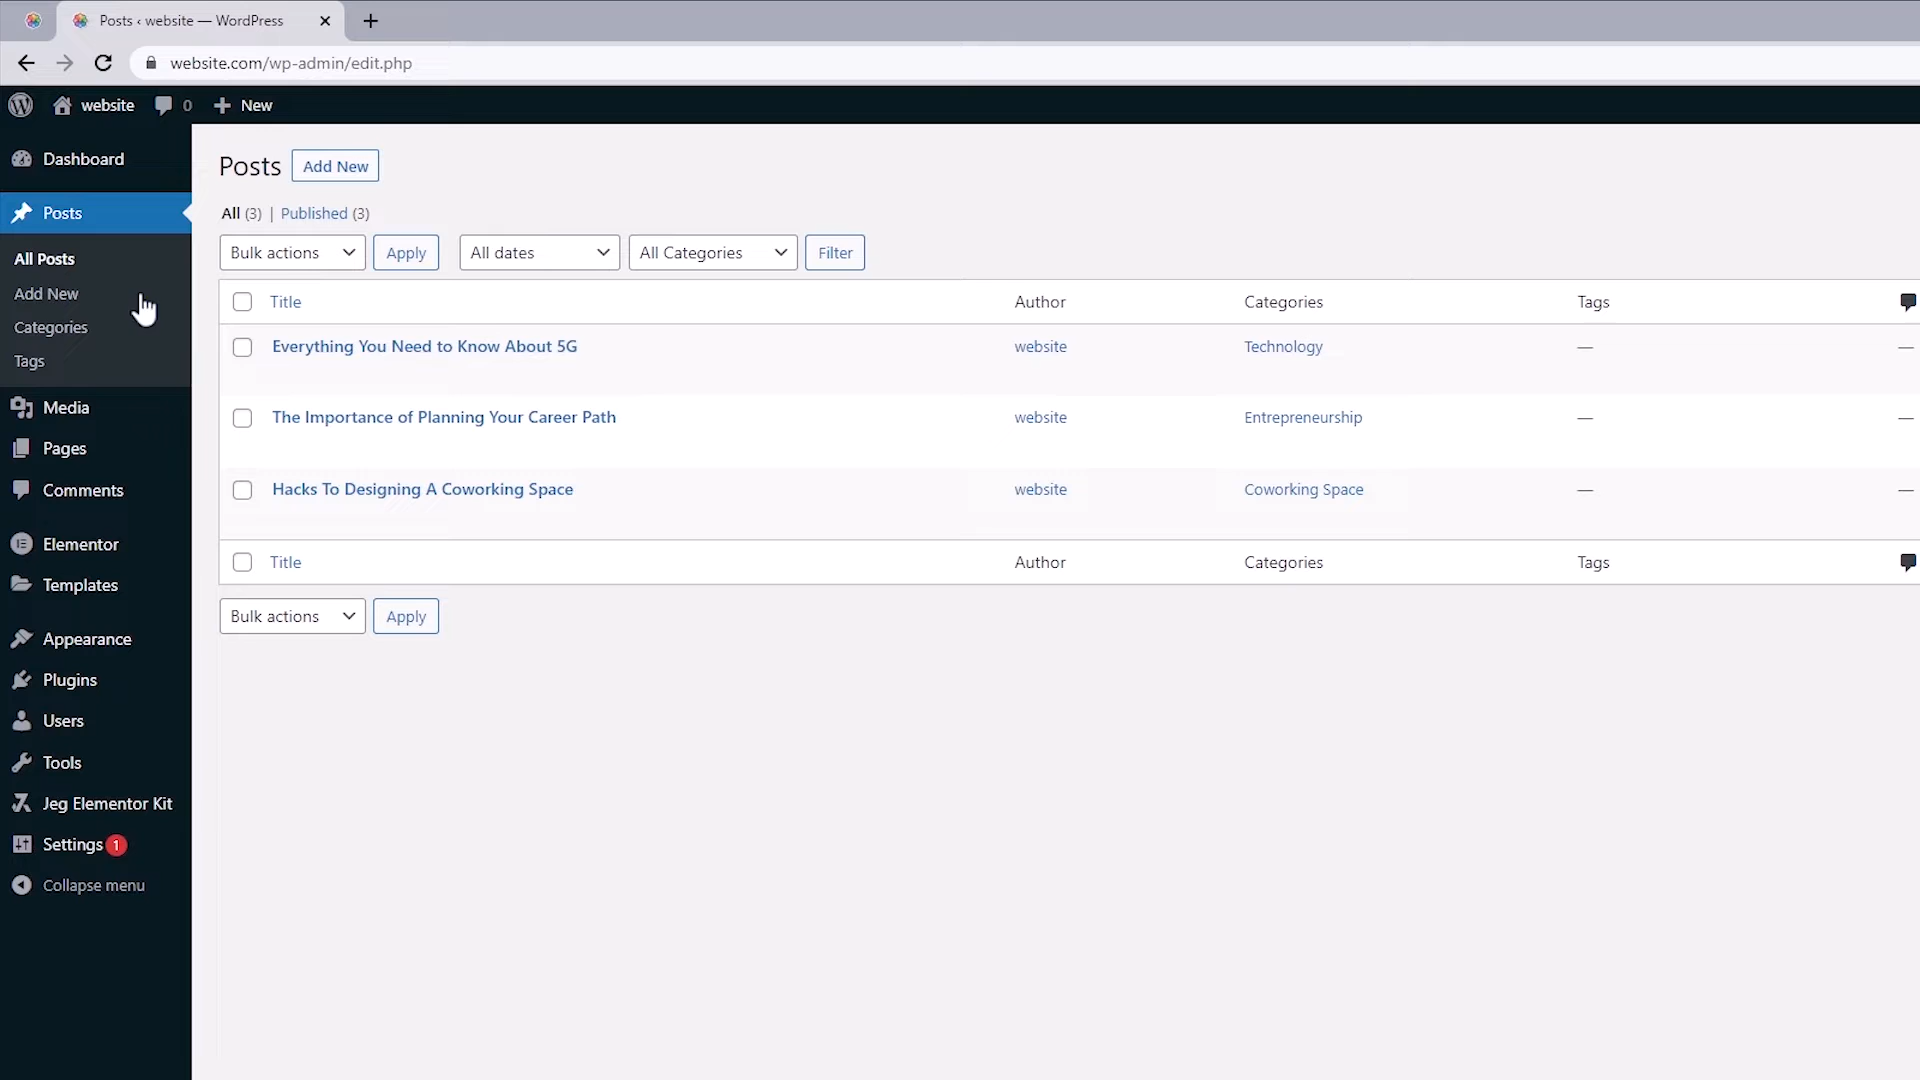 Posts ‹ website — WordPress
website.com/wp-admin/edit.php
website 0 New
Dashboard
Posts
All Posts
Add New
Categories
Tags
Media
Pages
Comments
Elementor
Templates
Appearance
Plugins
Users
Tools
Jeg Elementor Kit
Settings 1
Collapse menu
Posts Add New
All (3) | Published (3)
Bulk actions Apply All dates All Categories Filter
Title Author Categories Tags
Everything You Need to Know About 5G website Technology — —
The Importance of Planning Your Career Path website Entrepreneurship — —
Hacks To Designing A Coworking Space website Coworking Space — —
Title Author Categories Tags
Bulk actions Apply